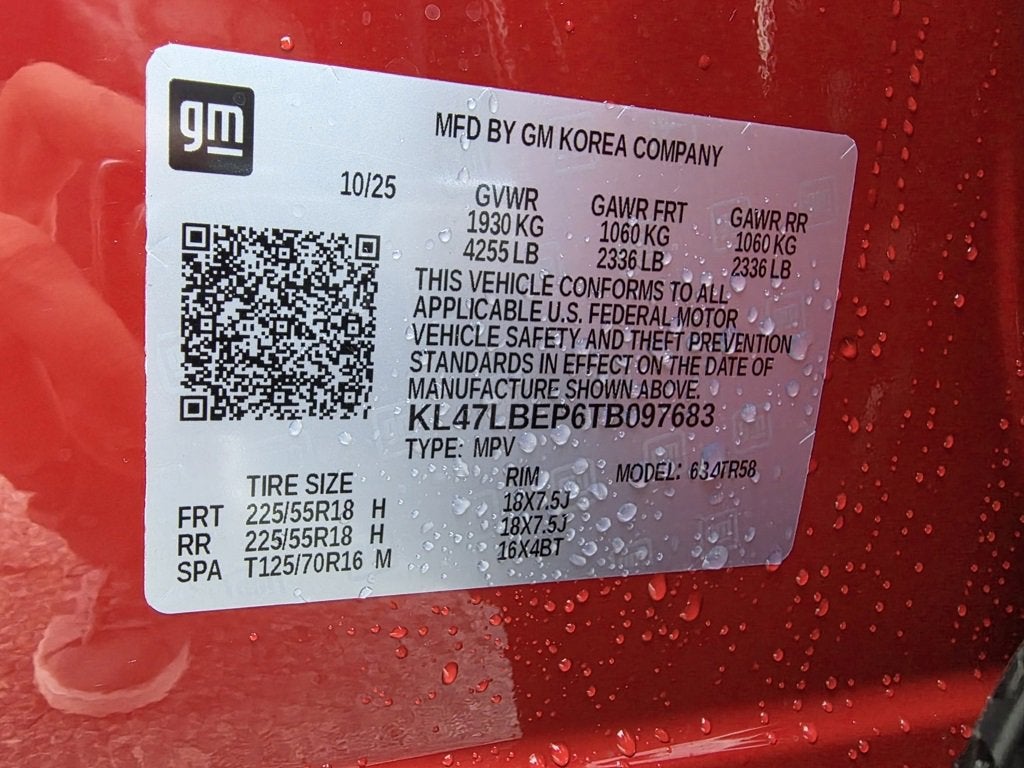 gm
MFD BY GM KOREA COMPANY
10/25
GVWR GAWR FRT GAWR RR
1930 KG 1060 KG 1060 KG
4255 LB 2336 LB 2336 LB
THIS VEHICLE CONFORMS TO ALL
APPLICABLE U.S. FEDERAL MOTOR
VEHICLE SAFETY AND THEFT PREVENTION
STANDARDS IN EFFECT ON THE DATE OF
MANUFACTURE SHOWN ABOVE.
KL47LBEP6TB097683
TYPE: MPV MODEL:
TIRE SIZE RIM
FRT 225/55R18 H 18X7.5J
RR 225/55R18 H 18X7.5J
SPA T125/70R16 M 16X4BT